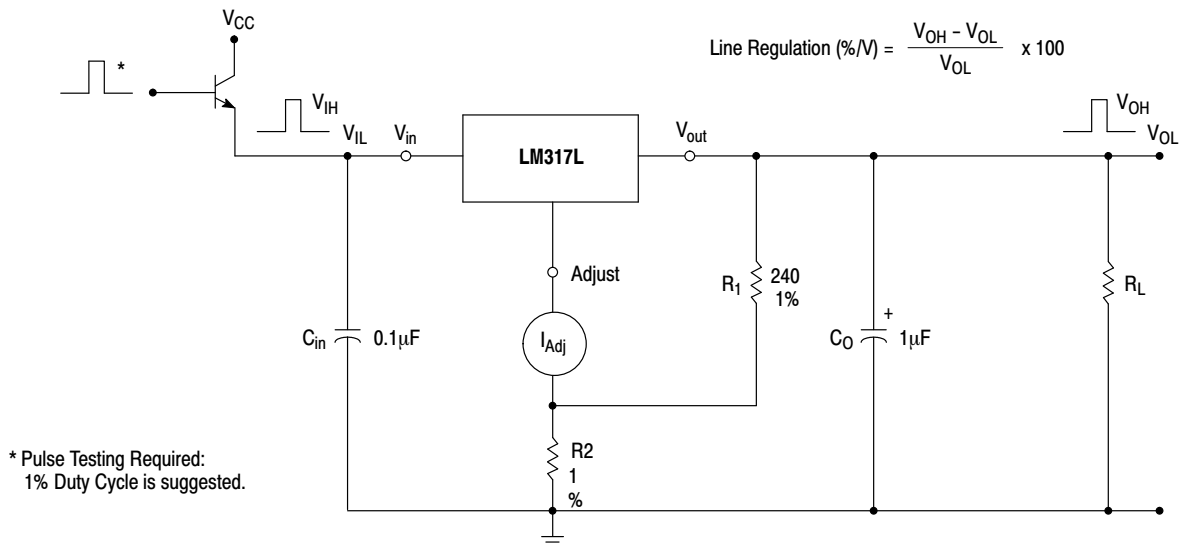 V_CC
Line Regulation (%/V) = (V_OH - V_OL) / V_OL x 100
*
V_IH
V_IL
V_in
LM317L
V_out
V_OH
V_OL
Adjust
R_1
240
1%
R_L
C_in
0.1µF
I_Adj
C_O
+
1µF
R2
1
%
* Pulse Testing Required:
1% Duty Cycle is suggested.